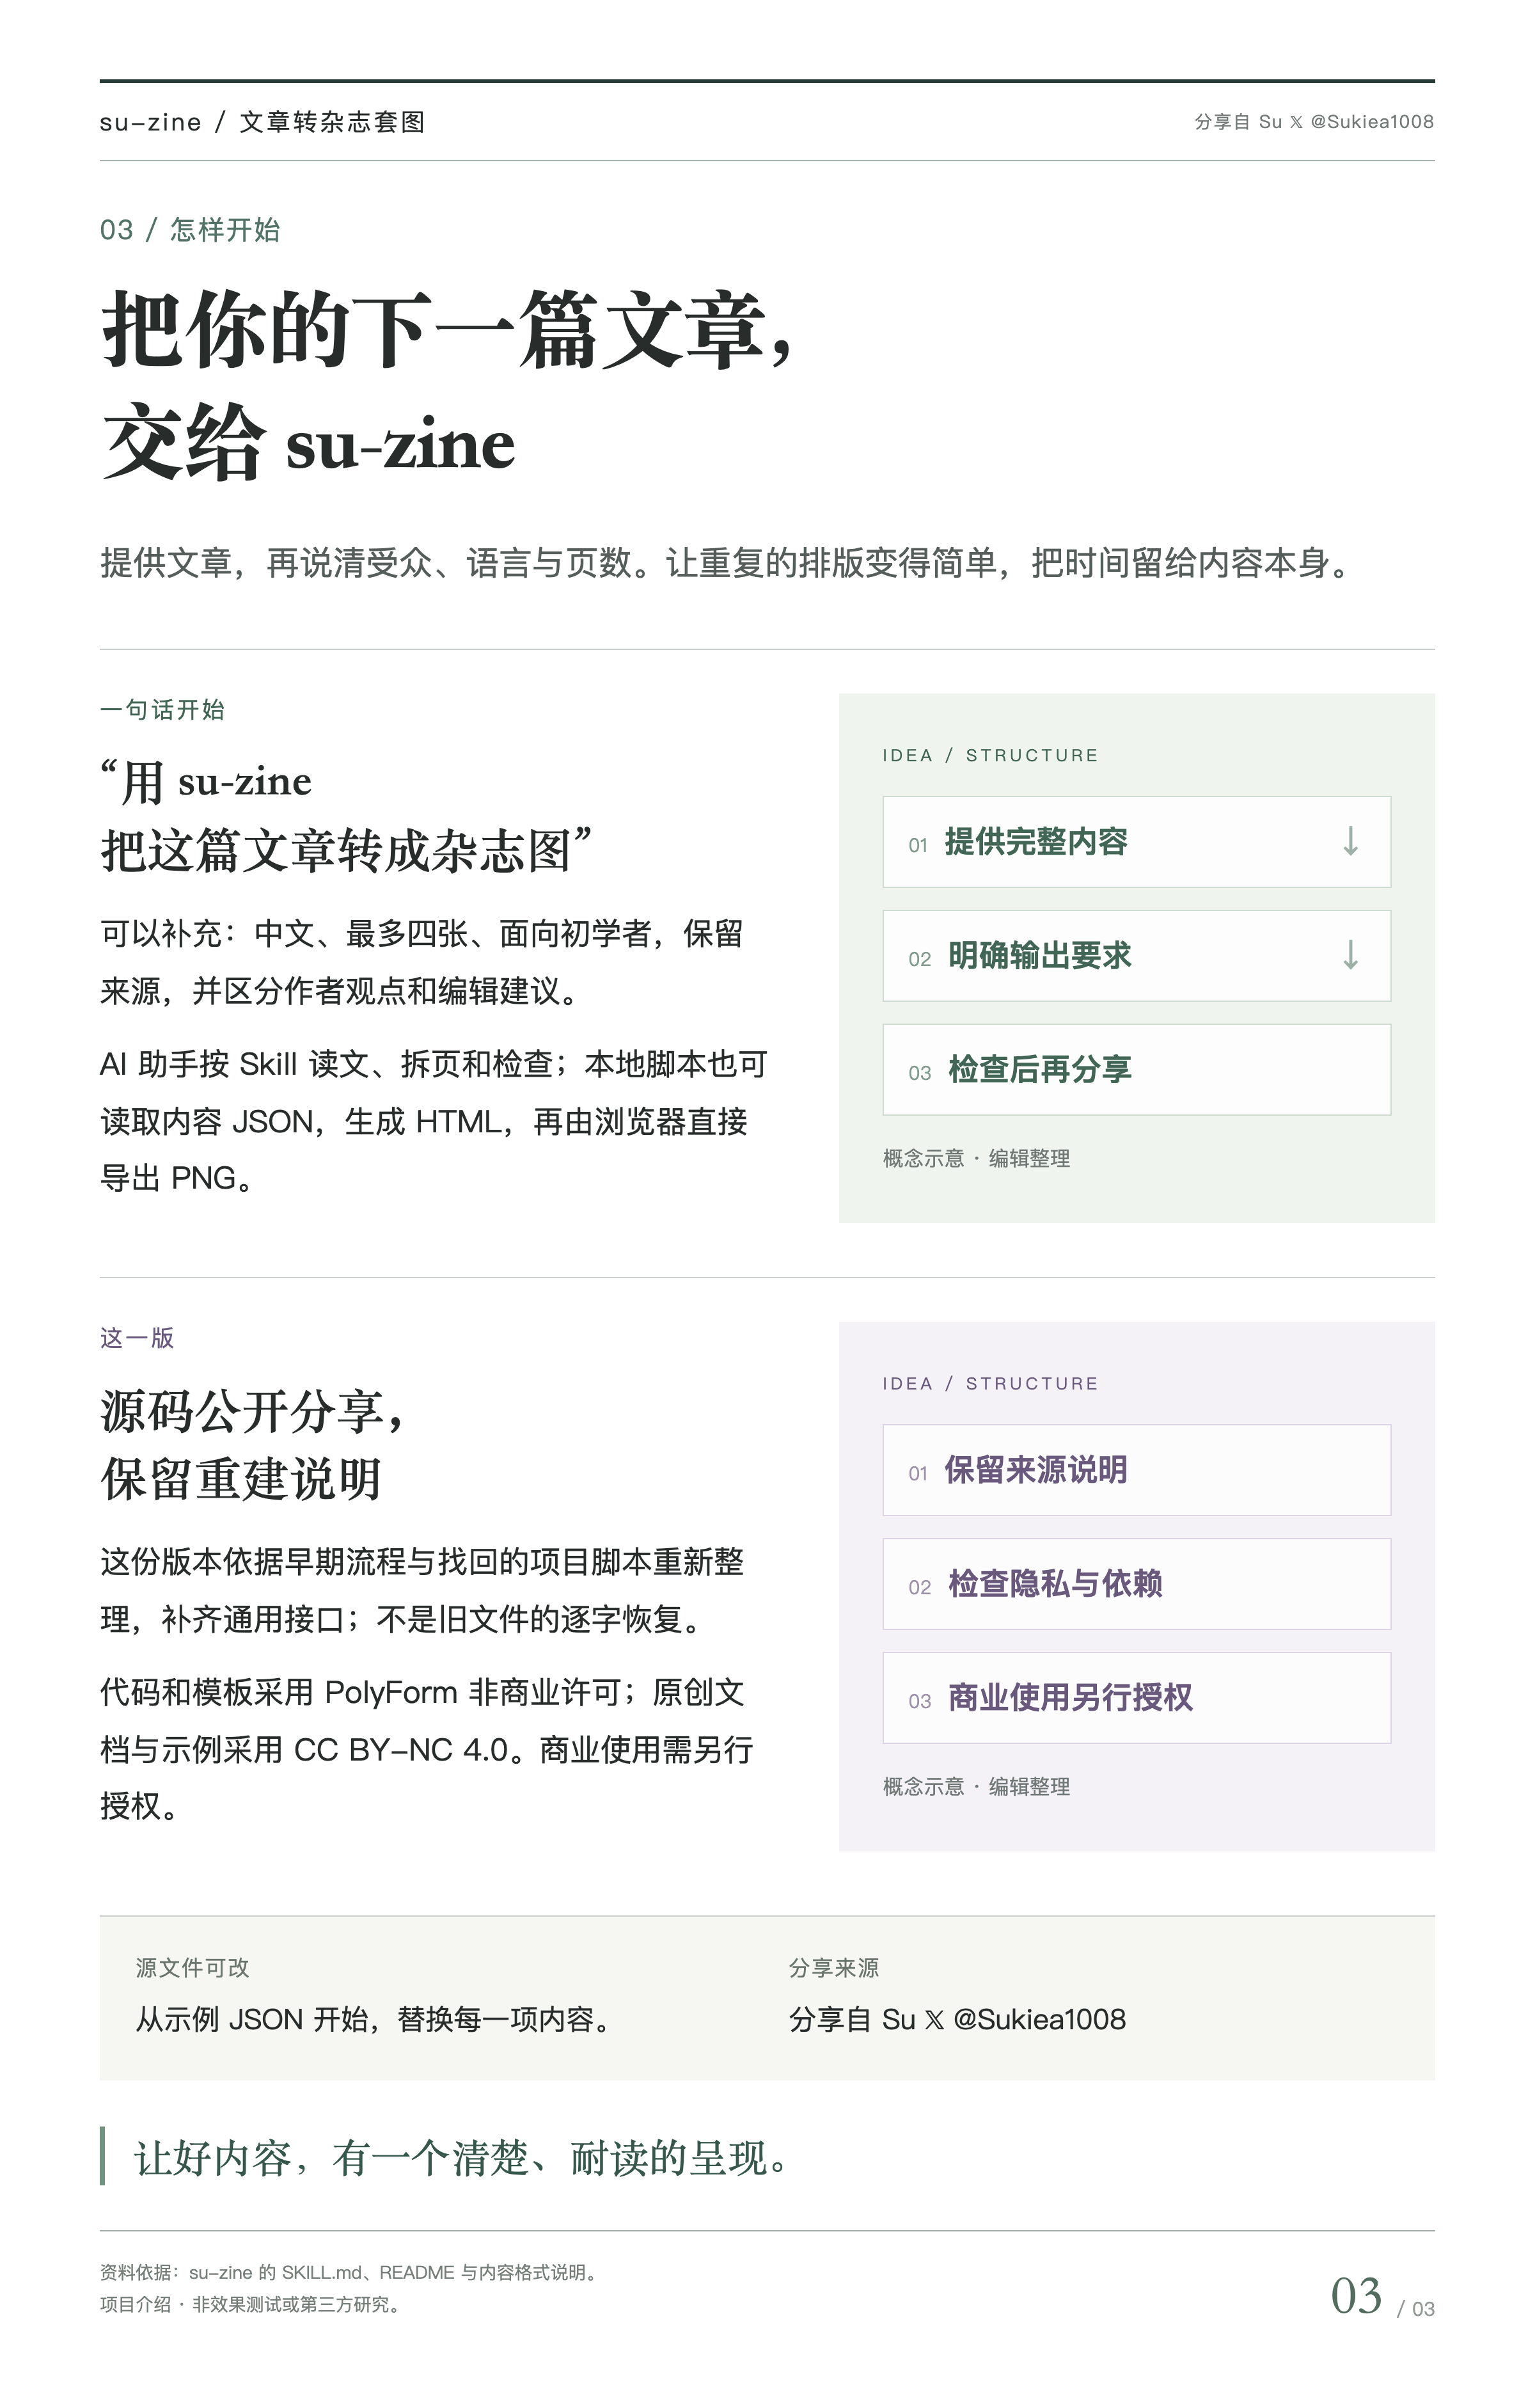 su-zine / 文章转杂志套图
分享自 Su 𝕏 @Sukiea1008
03 / 怎样开始
把你的下一篇文章，
交给 su-zine
提供文章，再说清受众、语言与页数。让重复的排版变得简单，把时间留给内容本身。
一句话开始
“用 su-zine
把这篇文章转成杂志图”
可以补充：中文、最多四张、面向初学者，保留
来源，并区分作者观点和编辑建议。
AI 助手按 Skill 读文、拆页和检查；本地脚本也可
读取内容 JSON，生成 HTML，再由浏览器直接
导出 PNG。
IDEA / STRUCTURE
01 提供完整内容 ↓
02 明确输出要求 ↓
03 检查后再分享
概念示意 · 编辑整理
这一版
源码公开分享，
保留重建说明
这份版本依据早期流程与找回的项目脚本重新整
理，补齐通用接口；不是旧文件的逐字恢复。
代码和模板采用 PolyForm 非商业许可；原创文
档与示例采用 CC BY-NC 4.0。商业使用需另行
授权。
IDEA / STRUCTURE
01 保留来源说明
02 检查隐私与依赖
03 商业使用另行授权
概念示意 · 编辑整理
源文件可改
从示例 JSON 开始，替换每一项内容。
分享来源
分享自 Su 𝕏 @Sukiea1008
让好内容，有一个清楚、耐读的呈现。
资料依据：su-zine 的 SKILL.md、README 与内容格式说明。
项目介绍 · 非效果测试或第三方研究。
03 / 03